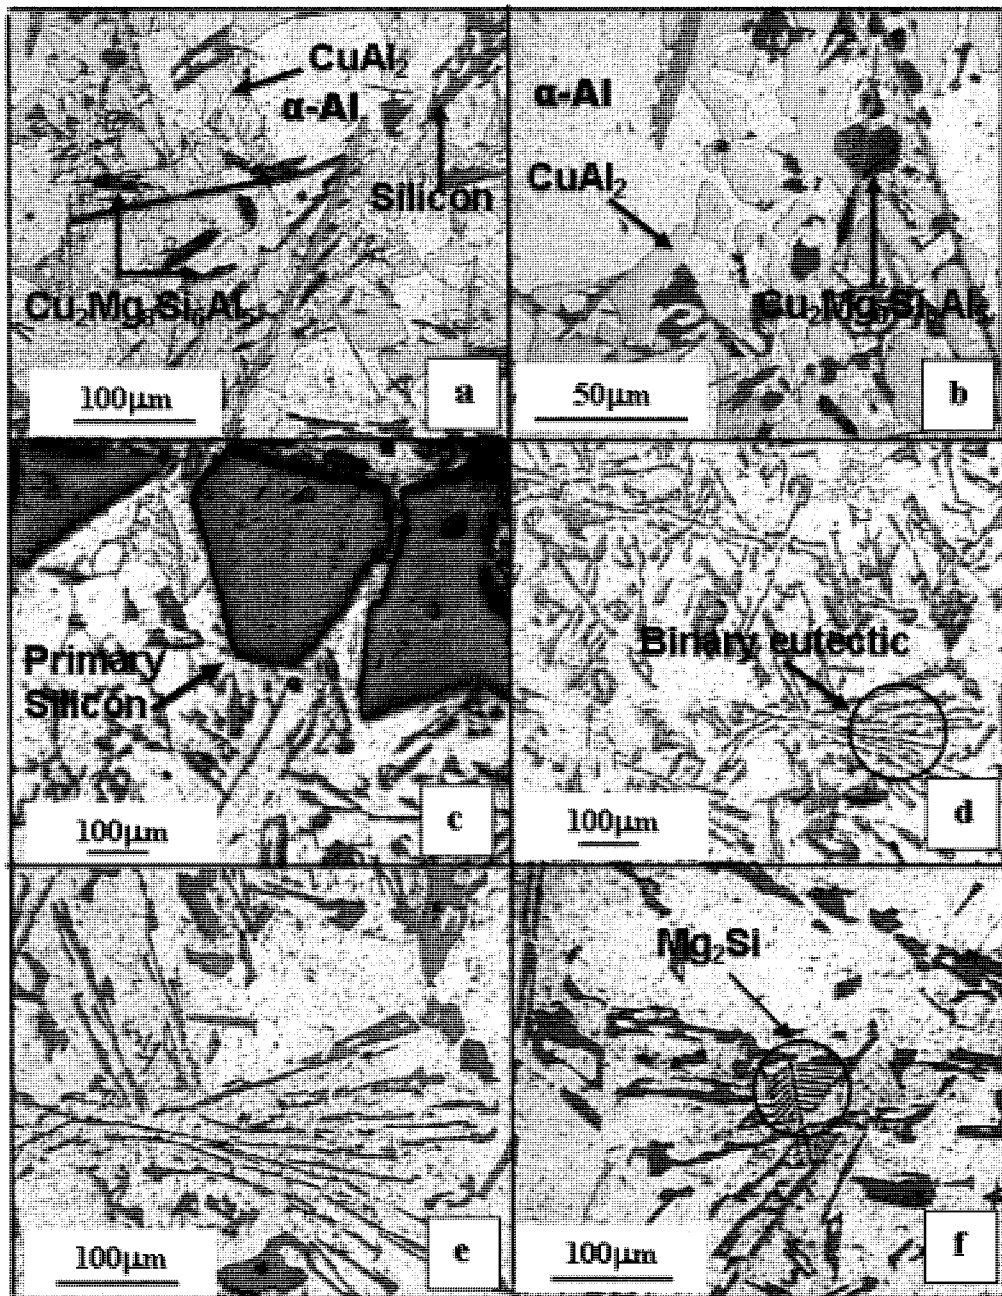 CuAl₂
α-Al
Silicon
Cu₂Mg₈Si₆Al₅
100µm
a
α-Al
CuAl₂
50µm
b
Primary
Silicon
100µm
c
Binary eutectic
100µm
d
100µm
e
Mg₂Si
100µm
f